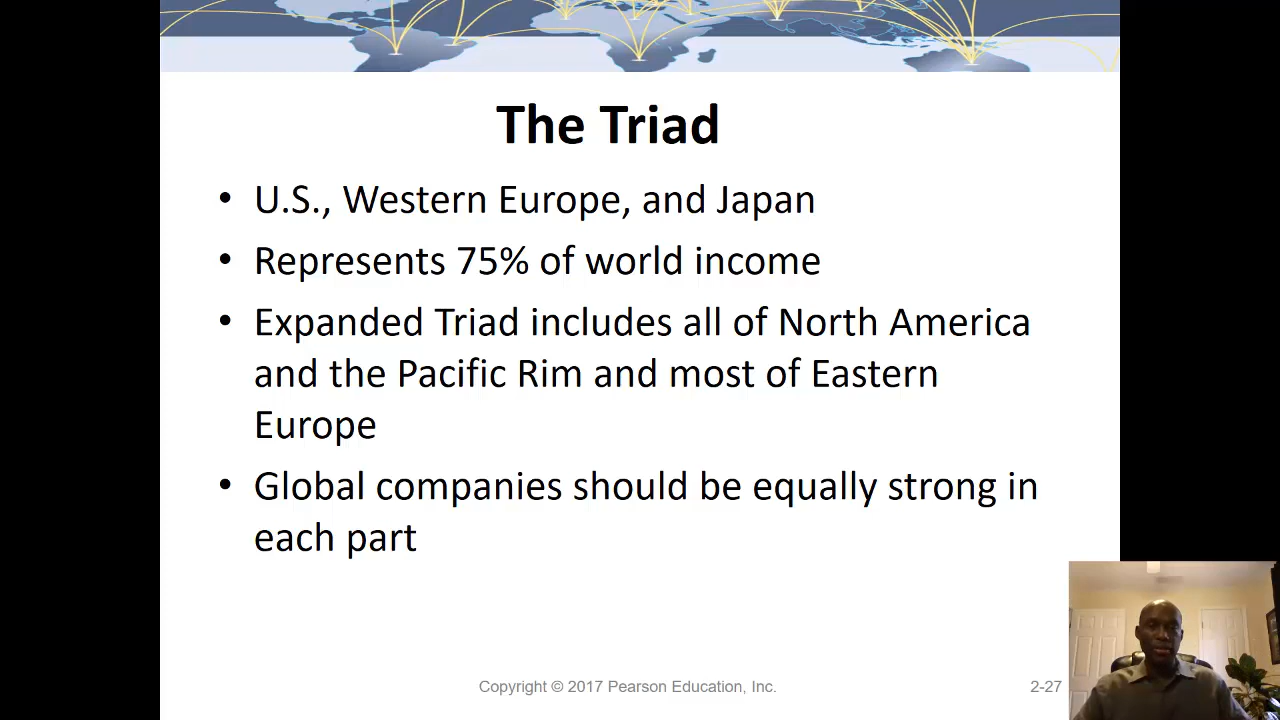 The Triad
• U.S., Western Europe, and Japan
• Represents 75% of world income
• Expanded Triad includes all of North America
and the Pacific Rim and most of Eastern
Europe
• Global companies should be equally strong in
each part
Copyright © 2017 Pearson Education, Inc.
2-27